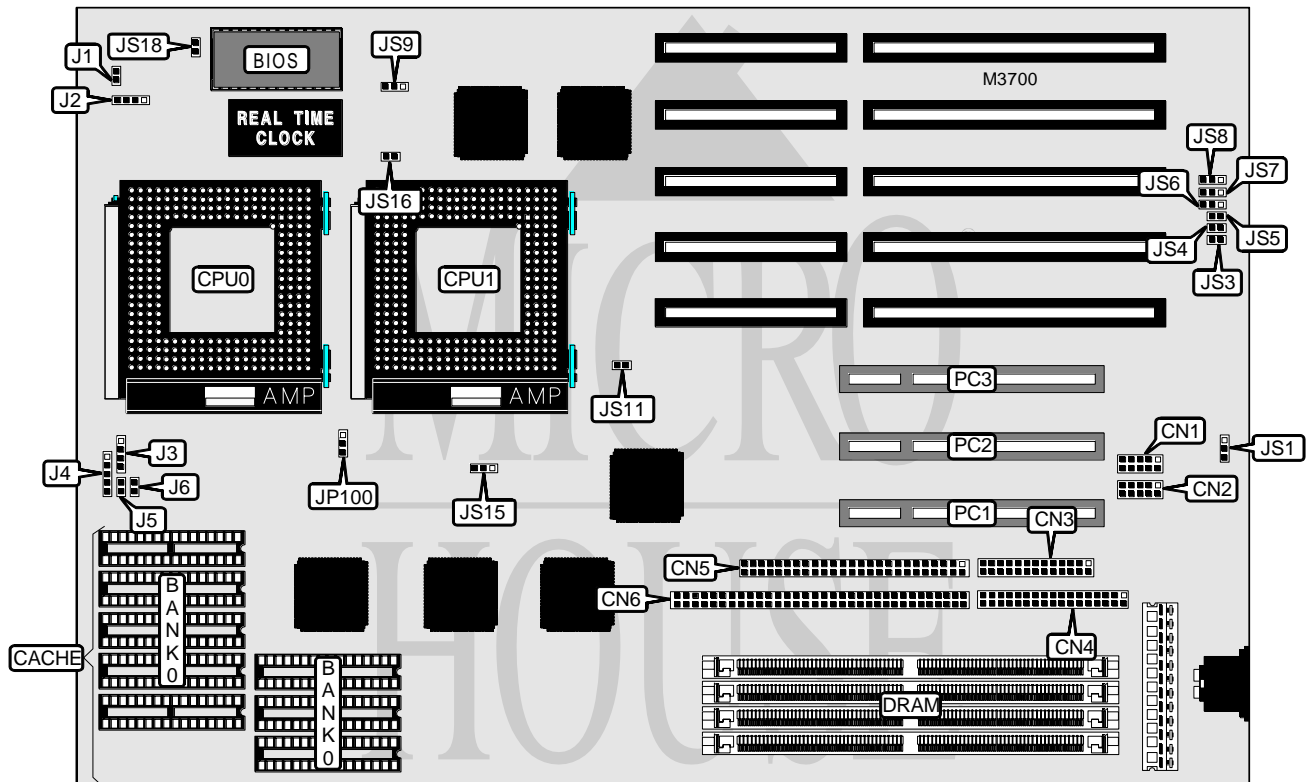 JS18
BIOS
JS9
J1
J2
M3700
REAL TIME
CLOCK
JS8
JS7
JS6
JS16
JS5
JS4
JS3
CPU0
CPU1
MICRO
®
AMP
AMP
JS11
PC3
CN1
JS1
J3
J4
J6
JP100
PC2
JS15
CN2
J5
PC1
CN3
HOUSE
CN5
CN6
BANK0
CN4
CACHE
BANK0
DRAM